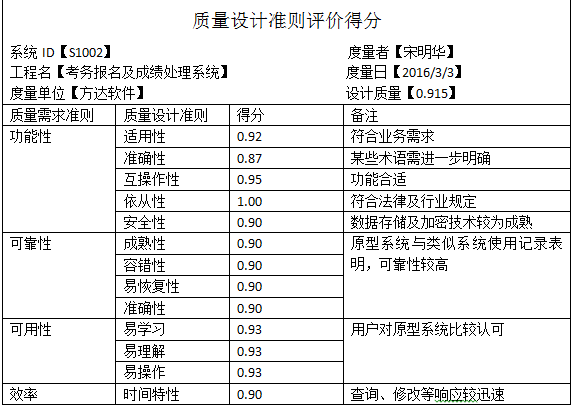 质量设计准则评价得分
系统 ID【S1002】 度量者【宋明华】
工程名【考务报名及成绩处理系统】 度量日【2016/3/3】
度量单位【方达软件】 设计质量【0.915】
质量需求准则 质量设计准则 得分 备注
功能性 适用性 0.92 符合业务需求
准确性 0.87 某些术语需进一步明确
互操作性 0.95 功能合适
依从性 1.00 符合法律及行业规定
安全性 0.90 数据存储及加密技术较为成熟
可靠性 成熟性 0.90 原型系统与类似系统使用记录表
容错性 0.90 明，可靠性较高
易恢复性 0.90
准确性 0.90
可用性 易学习 0.93 用户对原型系统比较认可
易理解 0.93
易操作 0.93
效率 时间特性 0.90 查询、修改等响应较迅速